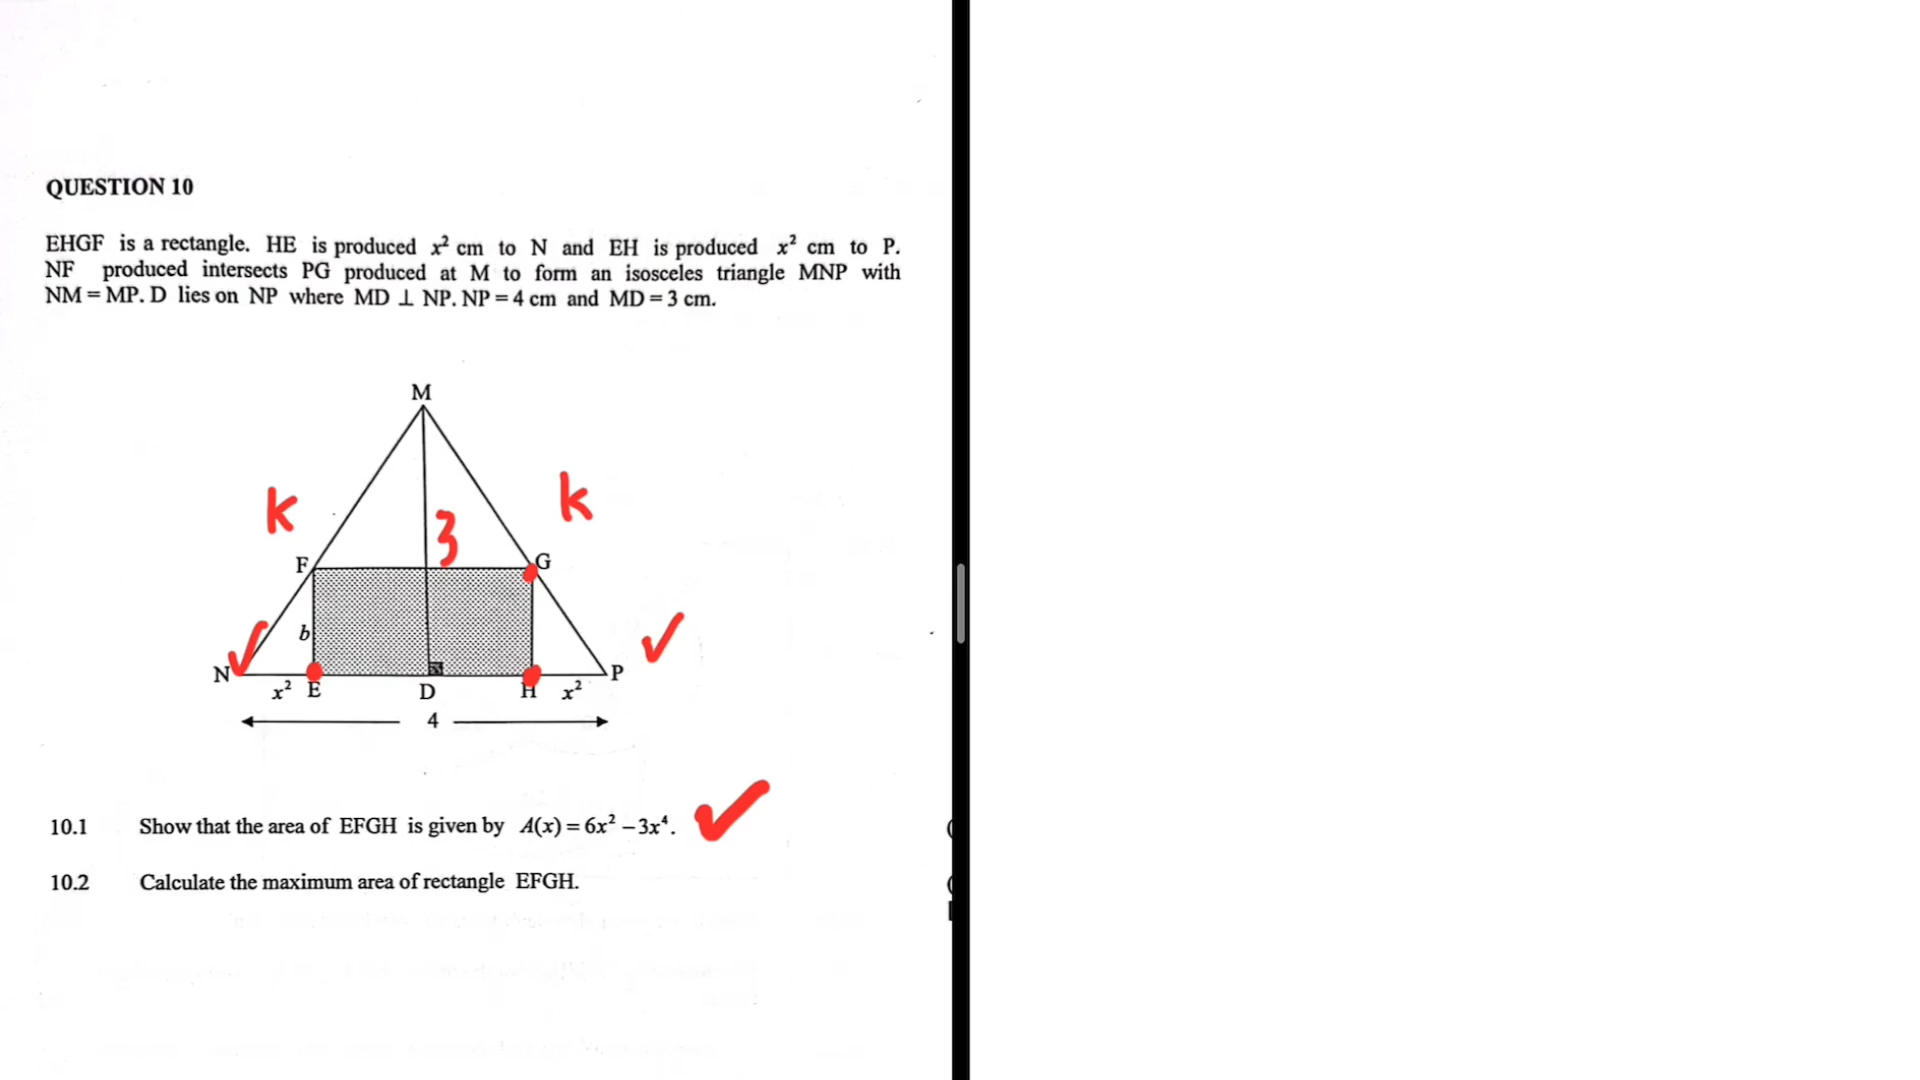 QUESTION 10
EHGF is a rectangle. HE is produced x² cm to N and EH is produced x² cm to P.
NF produced intersects PG produced at M to form an isosceles triangle MNP with
NM = MP. D lies on NP where MD ⊥ NP. NP = 4 cm and MD = 3 cm.
M
k
k
3
F
G
b
N
P
x²
E
D
H
x²
4
10.1 Show that the area of EFGH is given by A(x) = 6x² – 3x⁴.
10.2 Calculate the maximum area of rectangle EFGH.